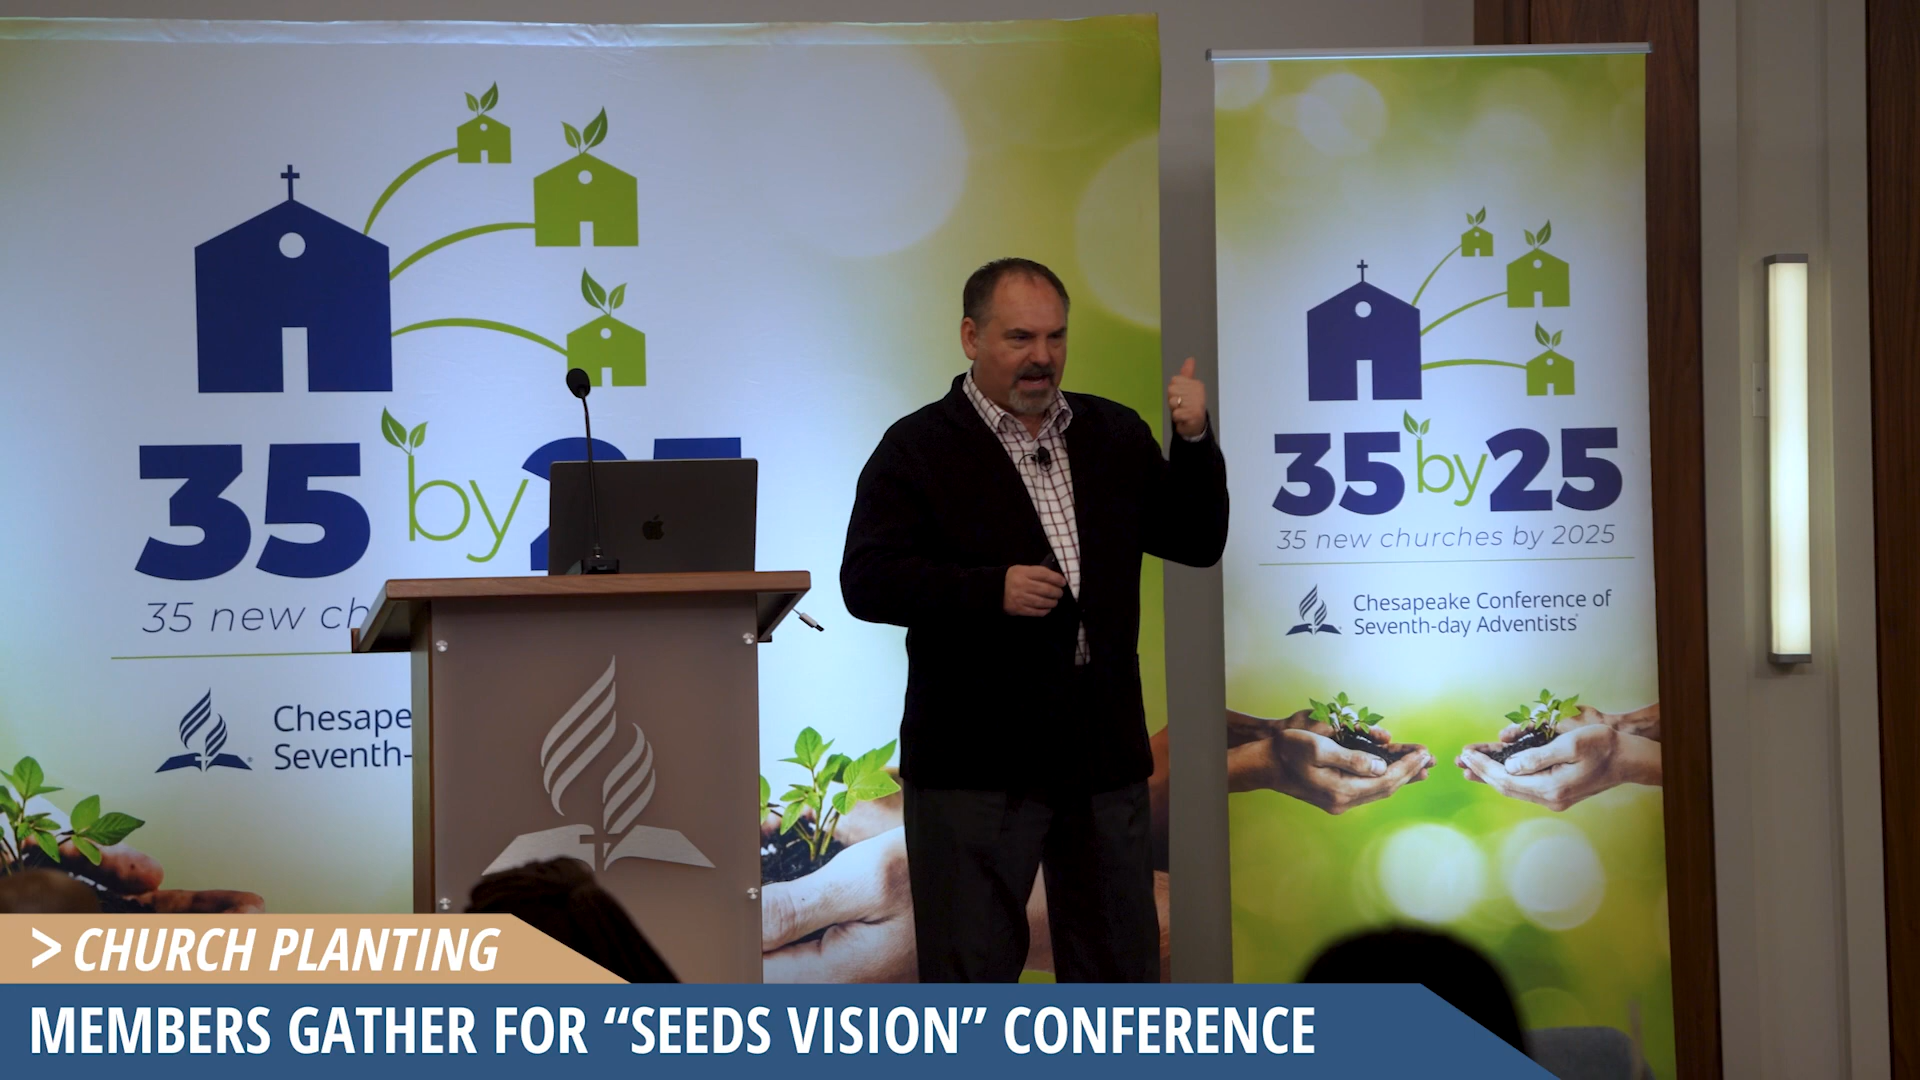 35 by 2
35 new ch
Chesape
Seventh-
35 by 25
35 new churches by 2025
Chesapeake Conference of
Seventh-day Adventists
> CHURCH PLANTING
MEMBERS GATHER FOR “SEEDS VISION” CONFERENCE